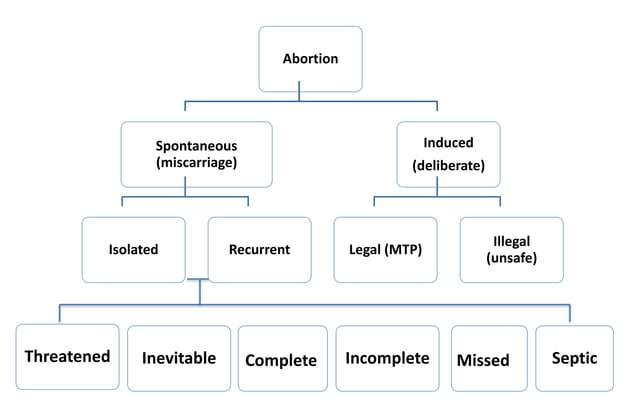 Abortion
Spontaneous
(miscarriage)
Induced
(deliberate)
Isolated
Recurrent
Legal (MTP)
Illegal
(unsafe)
Threatened
Inevitable
Complete
Incomplete
Missed
Septic